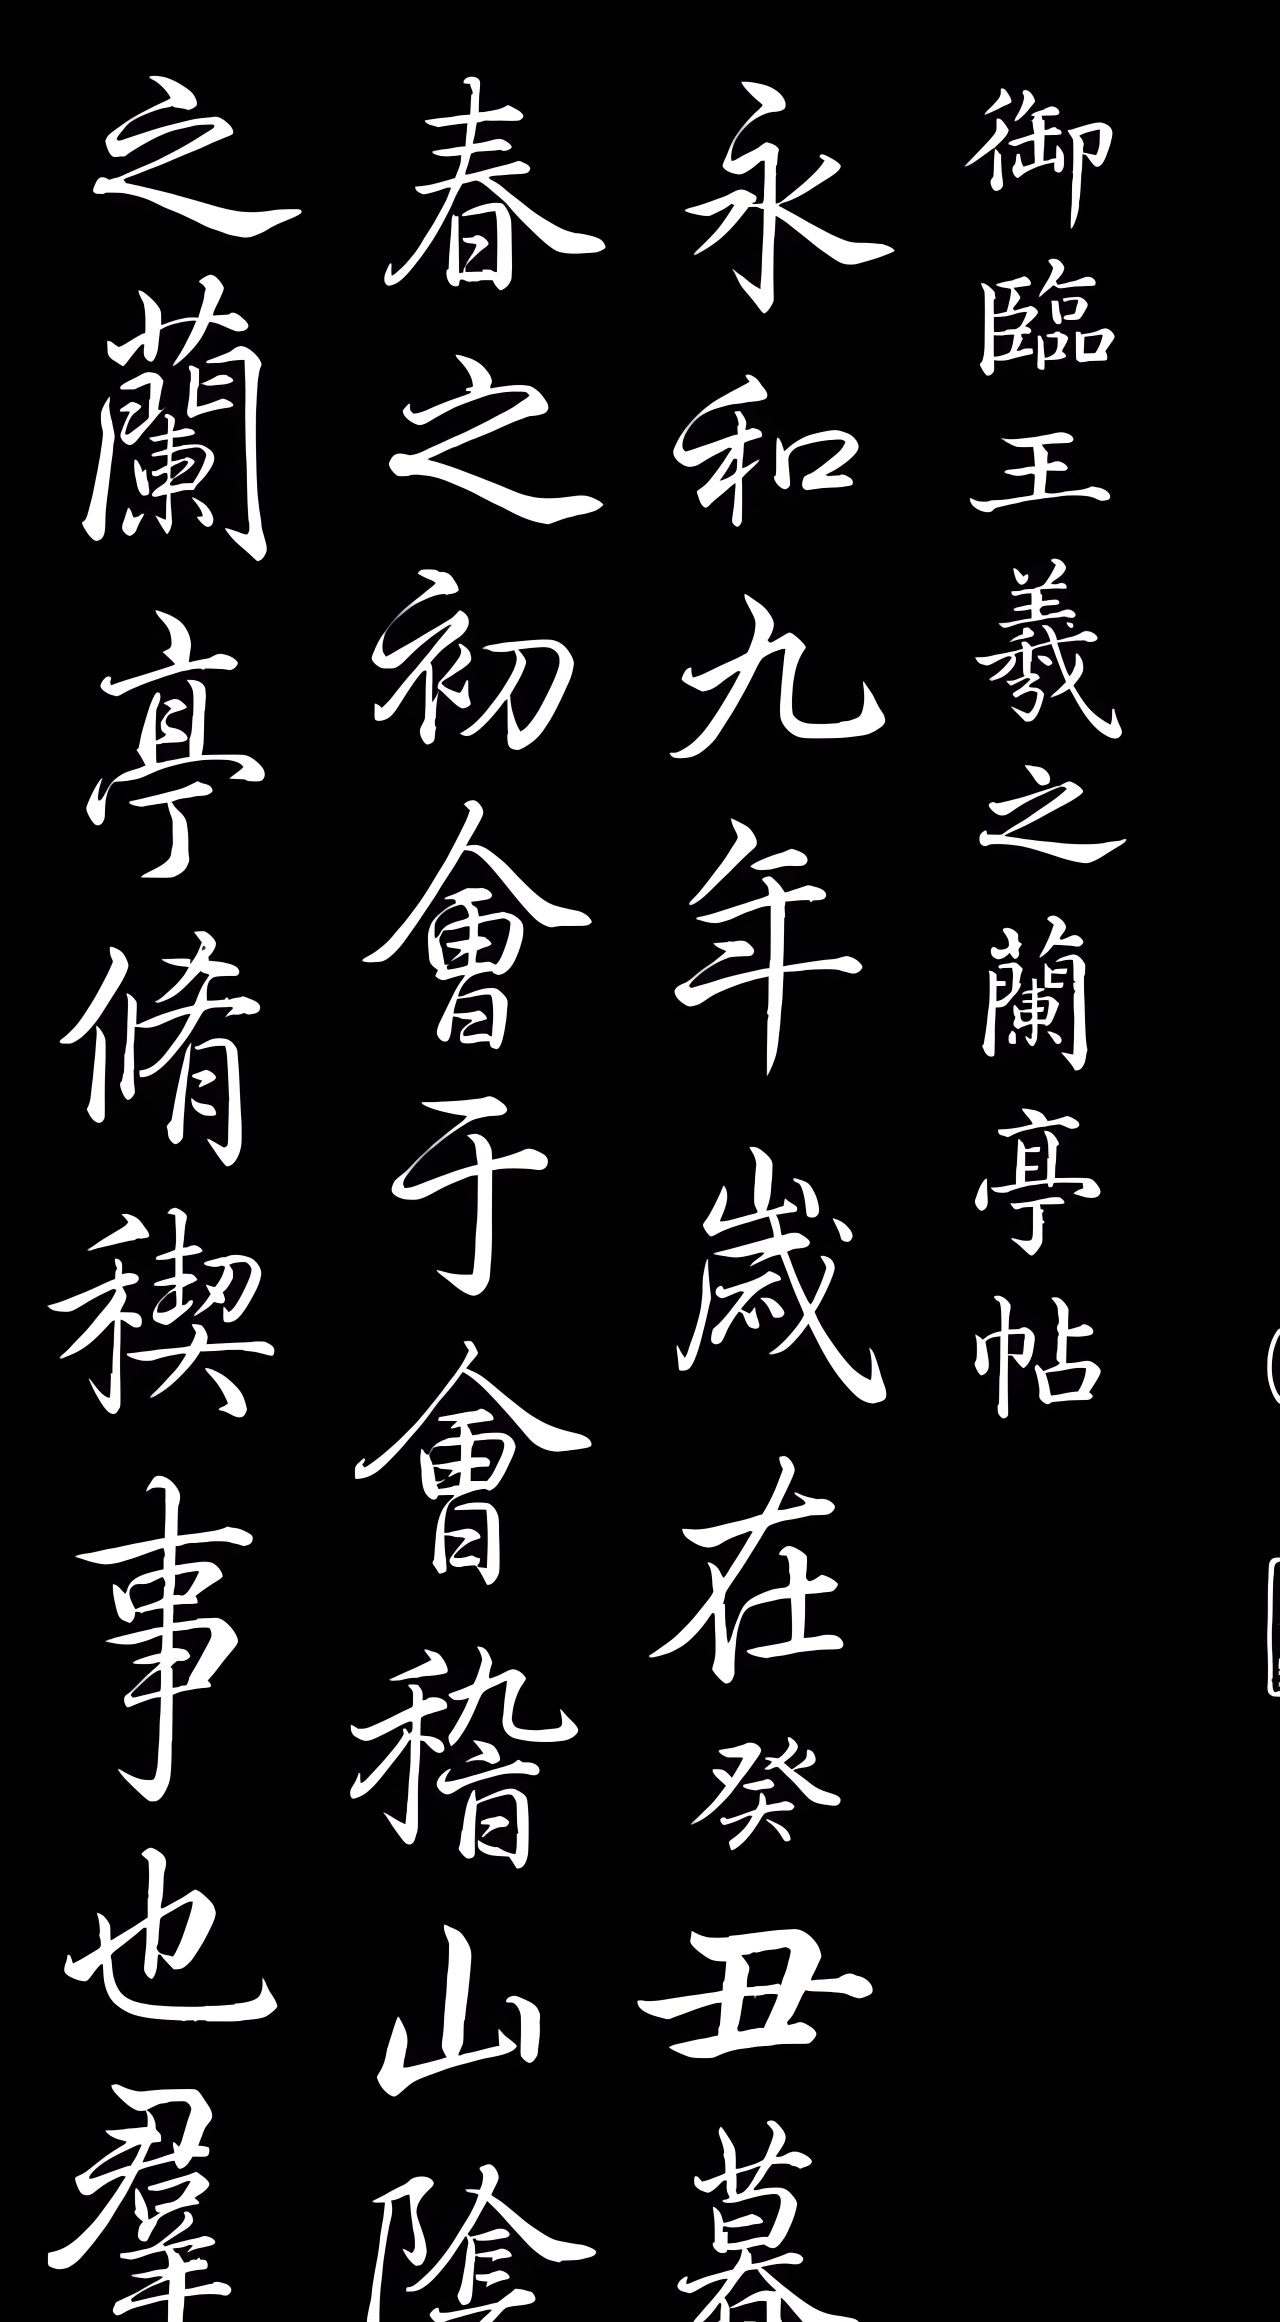 御臨王羲之蘭亭帖
永和九年歲在癸丑暮
春之初會于會稽山陰
之蘭亭脩禊事也羣